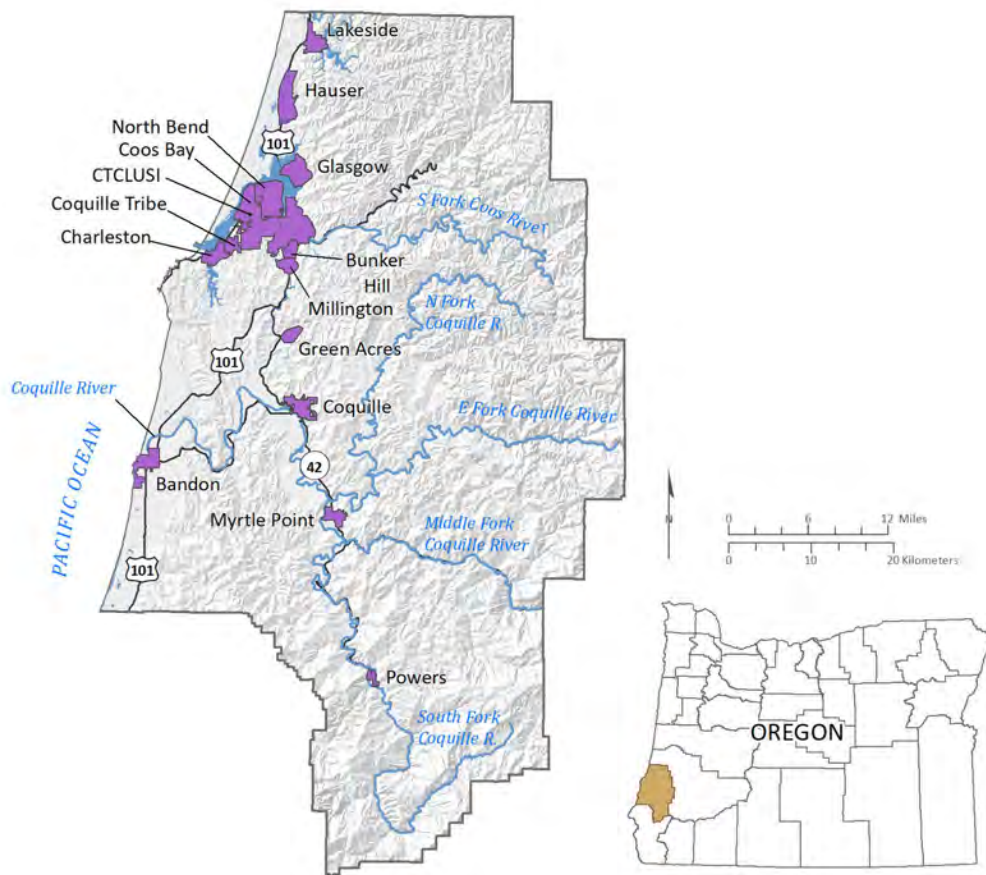 Lakeside
Hauser
North Bend
101
Coos Bay
Glasgow
CTCLUSI
Coquille Tribe
S Fork Coos River
Charleston
Bunker
Hill
Millington
N Fork
Coquille R.
Green Acres
101
Coquille River
Coquille
E Fork Coquille River
PACIFIC OCEAN
42
Bandon
Myrtle Point
Middle Fork
Coquille River
101
N
0 6 12 Miles
0 10 20 Kilometers
Powers
South Fork
Coquille R.
OREGON